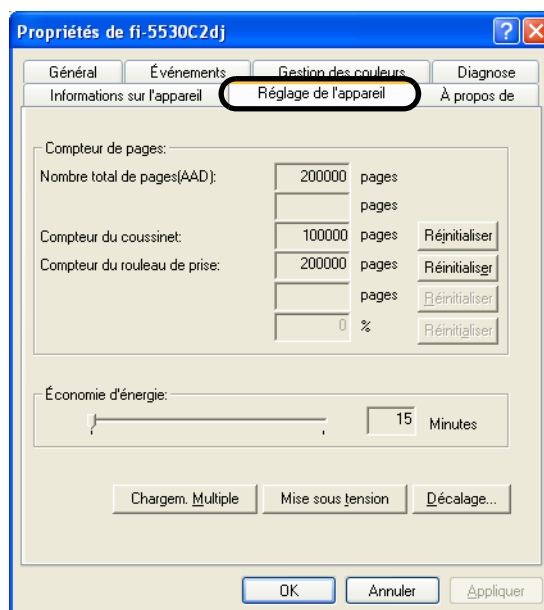 Propriétés de fi-5530C2dj
Général Événements Gestion des couleurs Diagnose
Informations sur l'appareil Réglage de l'appareil À propos de
Compteur de pages:
Nombre total de pages(AAD): 200000 pages
pages
Compteur du coussinet: 100000 pages Réinitialiser
Compteur du rouleau de prise: 200000 pages Réinitialiser
pages Réinitialiser
0 % Réinitialiser
Économie d'énergie:
15 Minutes
Chargem. Multiple Mise sous tension Décalage...
OK Annuler Appliquer